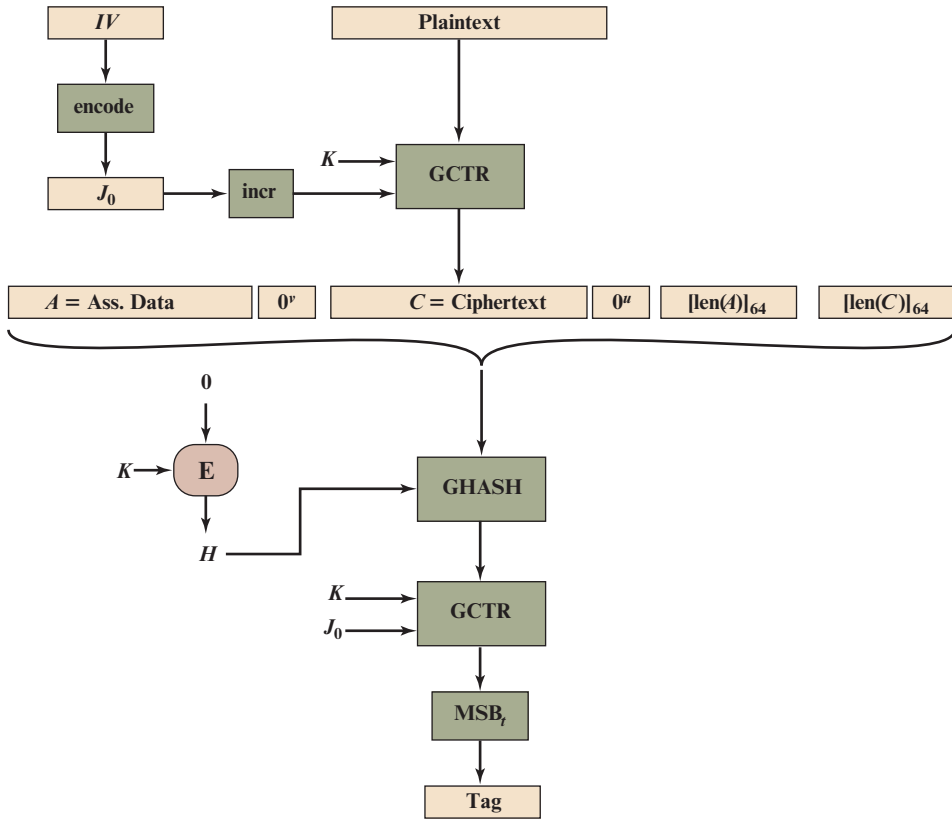 IV
Plaintext
encode
K
GCTR
J₀
incr
A = Ass. Data
0ᵛ
C = Ciphertext
0ᵘ
[len(A)]₆₄
[len(C)]₆₄
0
K
E
GHASH
H
K
GCTR
J₀
MSBₜ
Tag